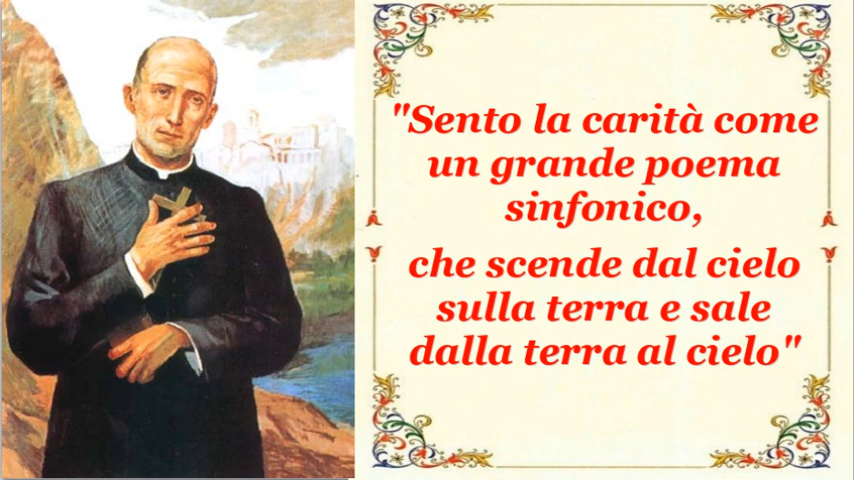 "Sento la carità come
un grande poema
sinfonico,
che scende dal cielo
sulla terra e sale
dalla terra al cielo"